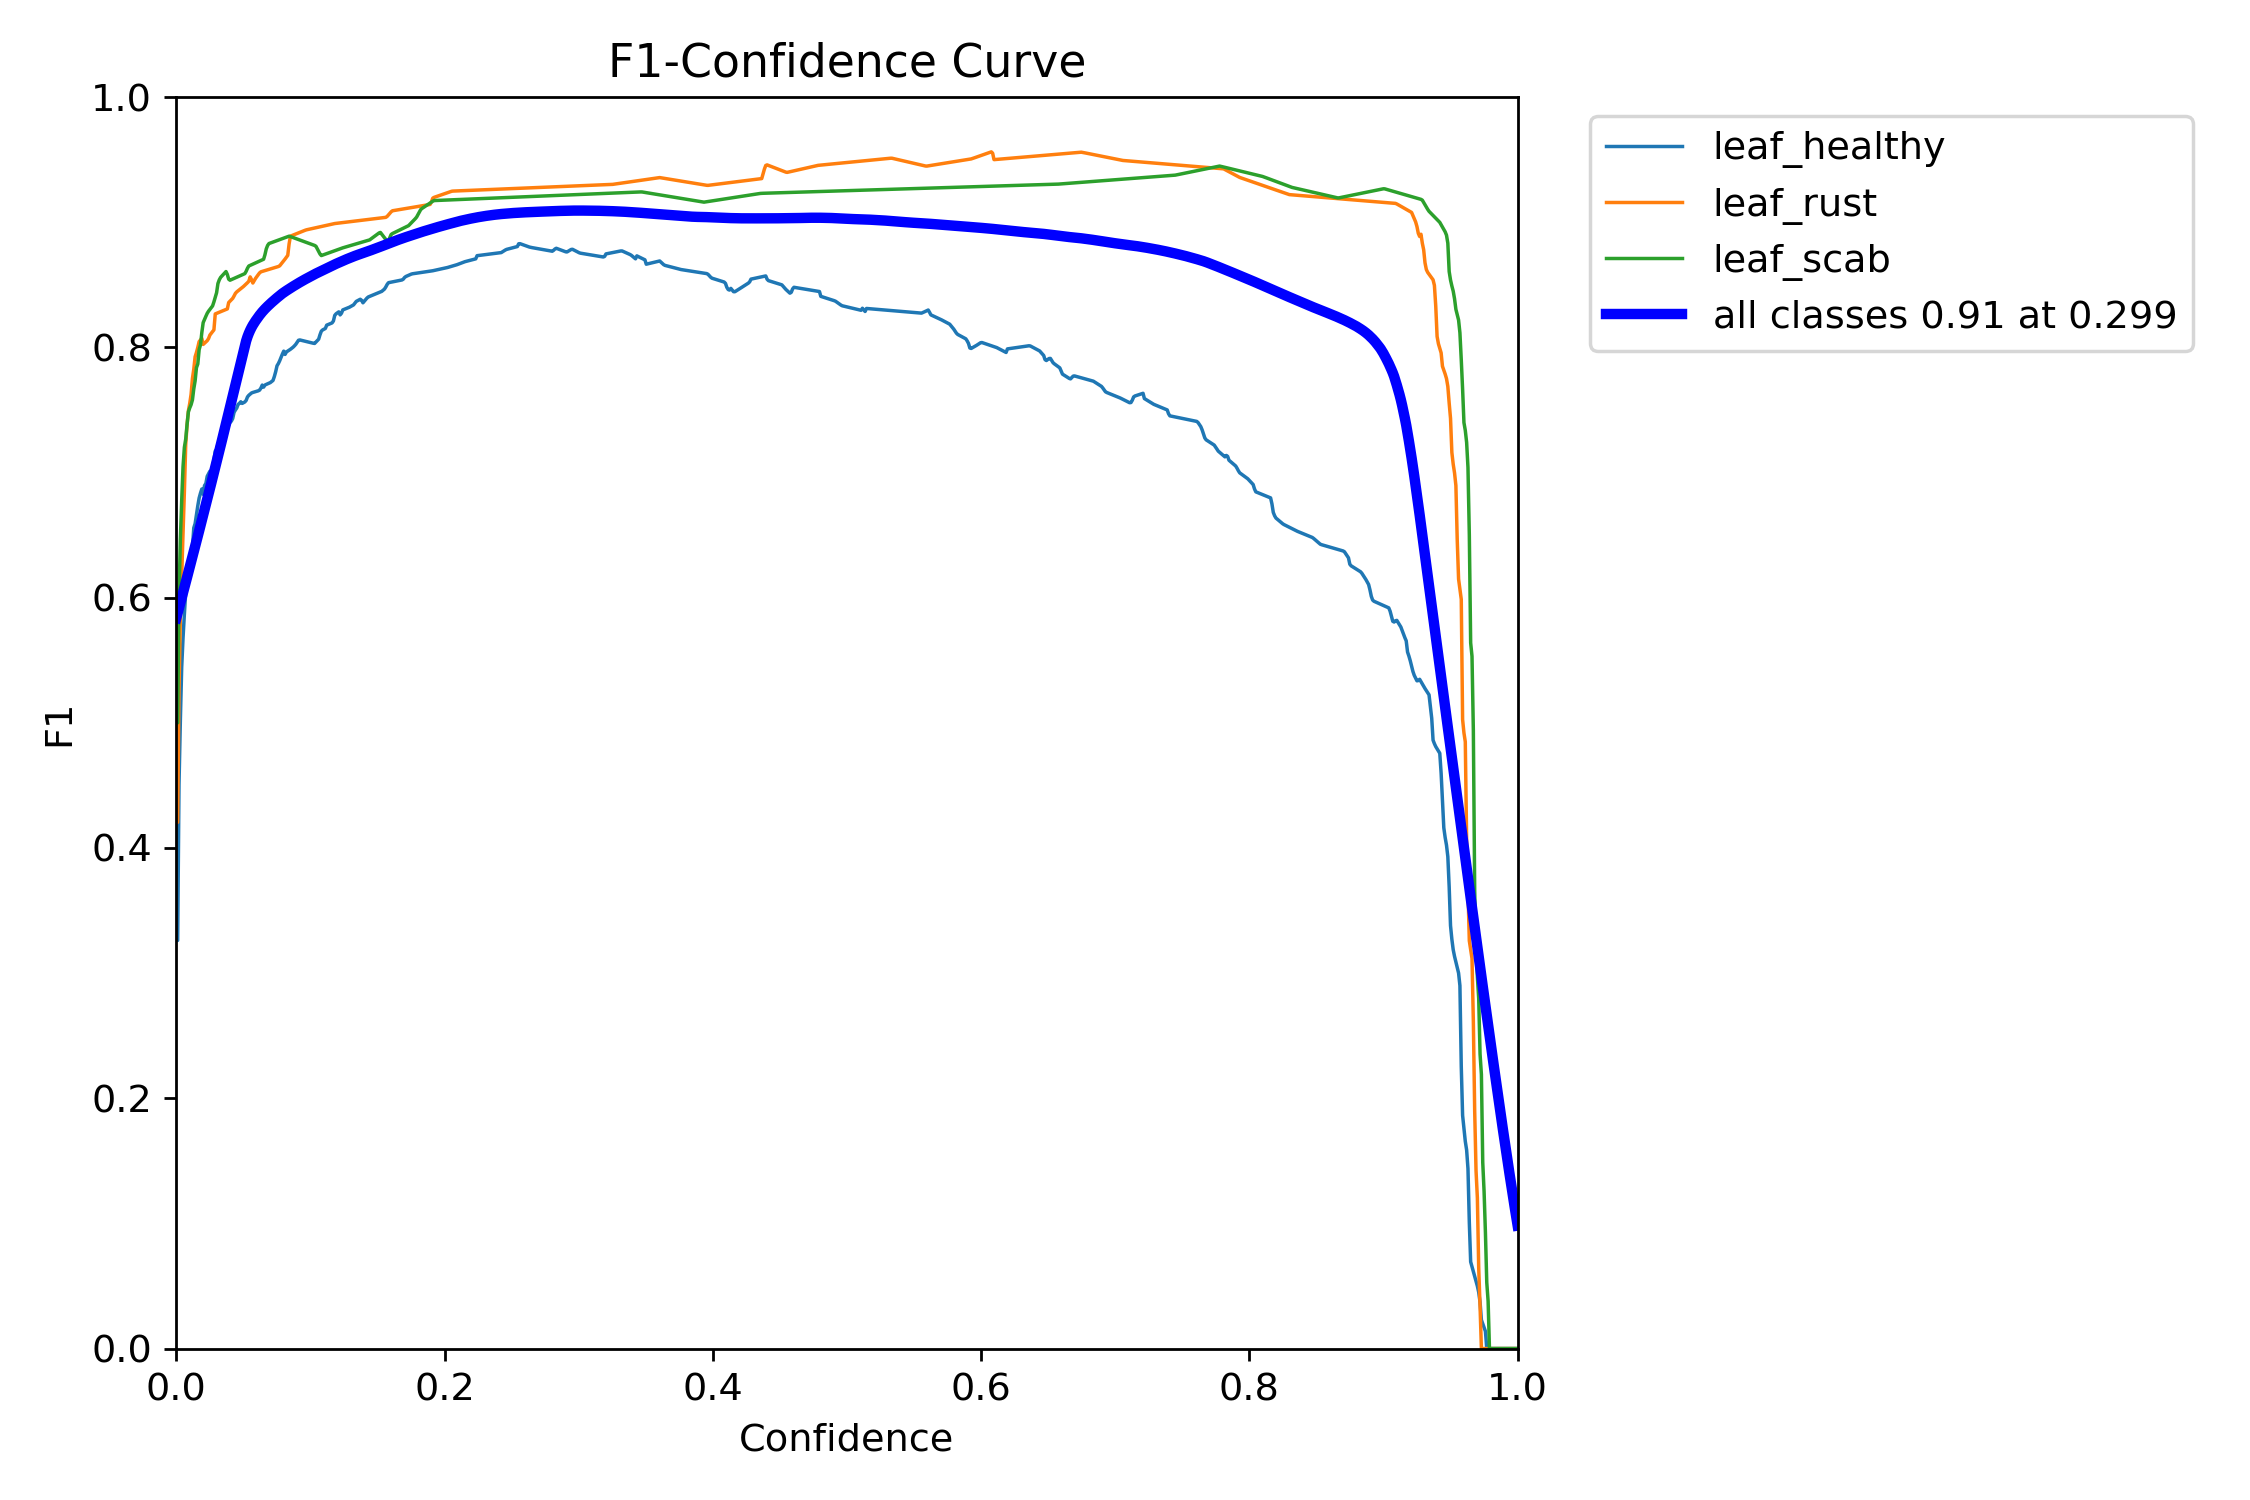 F1-Confidence Curve
1.0
0.8
0.6
0.4
0.2
0.0
F1
0.0 0.2 0.4 0.6 0.8 1.0
Confidence
leaf_healthy
leaf_rust
leaf_scab
all classes 0.91 at 0.299